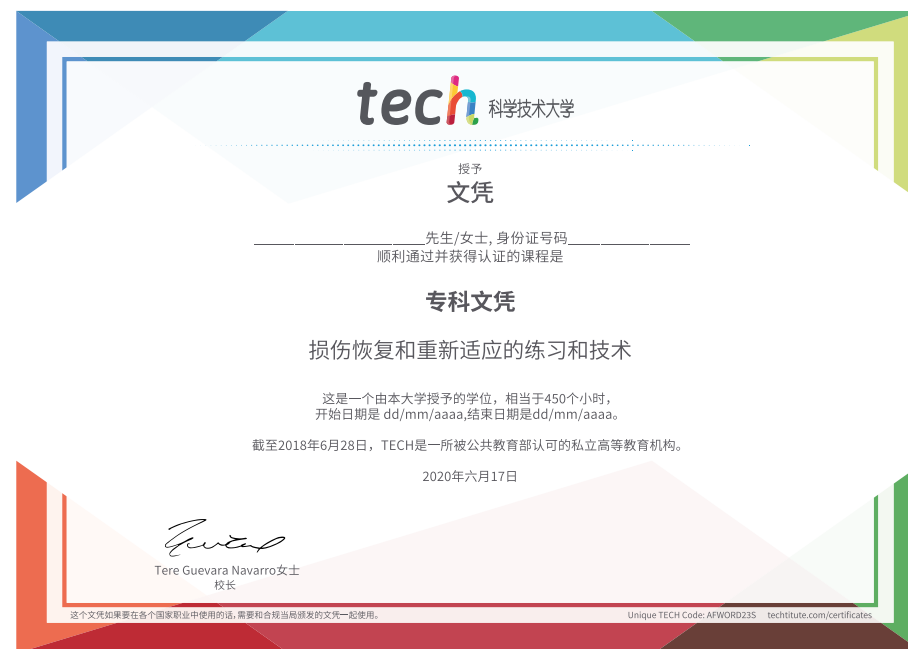 tech 科学技术大学
授予
文凭
____________________先生/女士, 身份证号码______________
顺利通过并获得认证的课程是
专科文凭
损伤恢复和重新适应的练习和技术
这是一个由本大学授予的学位，相当于450个小时，
开始日期是 dd/mm/aaaa,结束日期是dd/mm/aaaa。
截至2018年6月28日，TECH是一所被公共教育部认可的私立高等教育机构。
2020年六月17日
Tere Guevara Navarro女士
校长
这个文凭如果要在各个国家职业中使用的话,需要和合规当局颁发的文凭一起使用。
Unique TECH Code: AFWORD23S techtitute.com/certificates